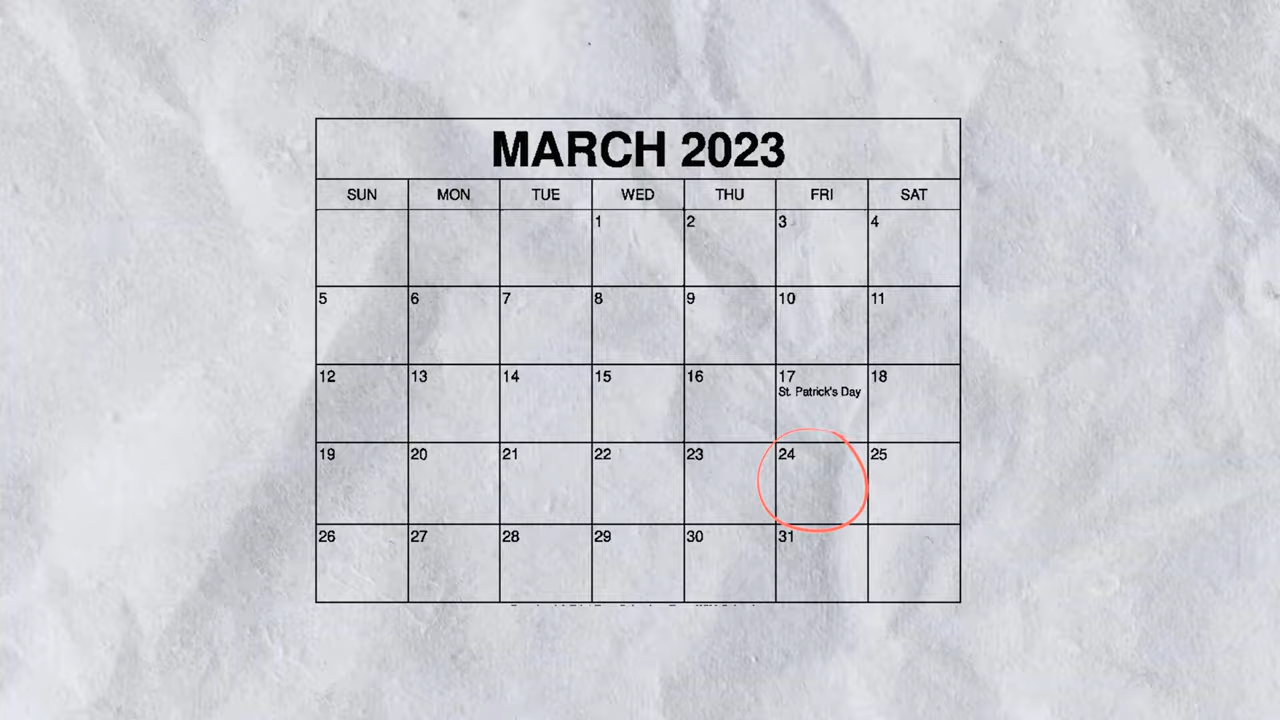 MARCH 2023
SUN MON TUE WED THU FRI SAT
1 2 3 4
5 6 7 8 9 10 11
12 13 14 15 16 17 18
St. Patrick's Day
19 20 21 22 23 24 25
26 27 28 29 30 31